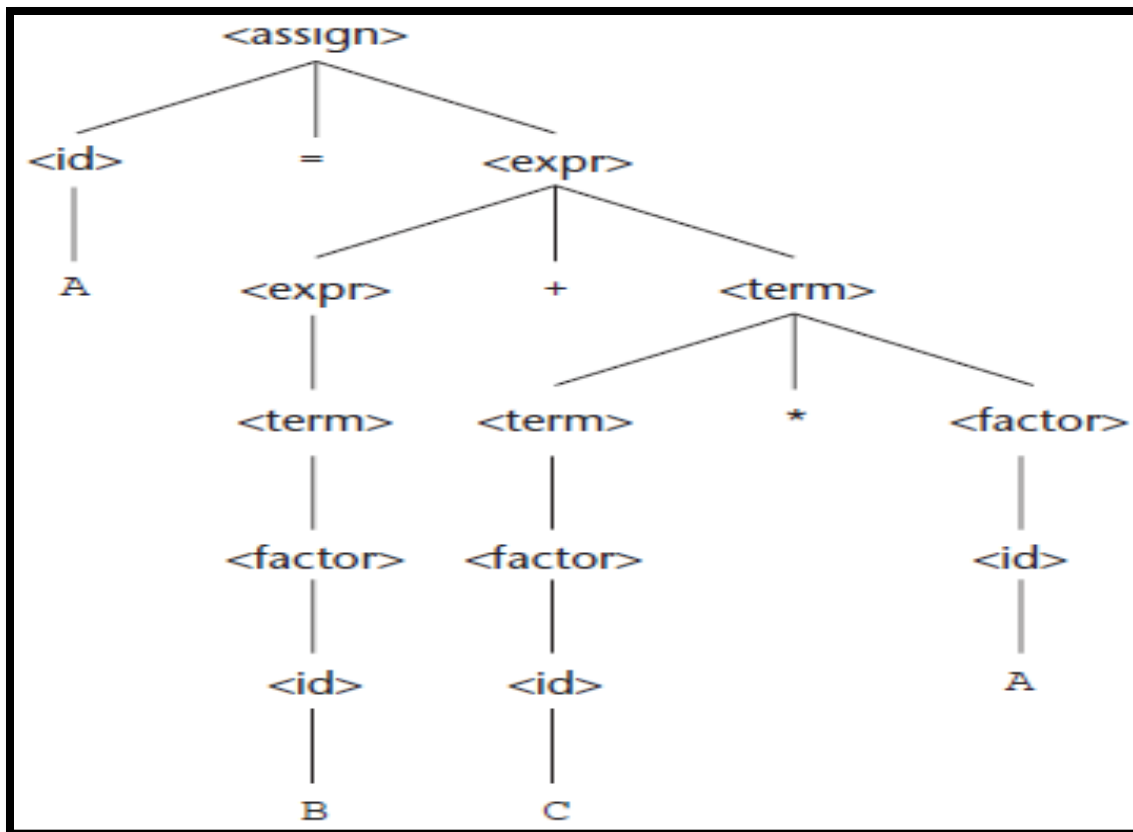 <assign>
<id> = <expr>
A <expr> + <term>
<term> <term> * <factor>
<factor> <factor> <id>
<id> <id> A
B C